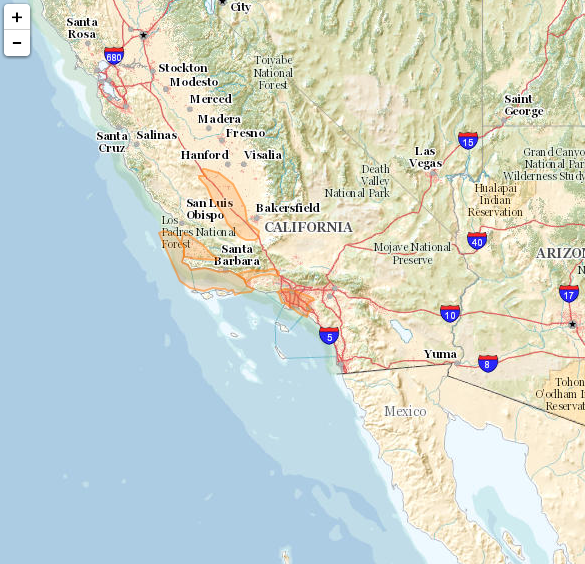 +
−
City
Santa
Rosa
680
Stockton
Modesto
Toiyabe
National
Forest
Merced
Madera
Fresno
Santa
Cruz
Salinas
Hanford
Visalia
Saint
George
15
Las
Vegas
Grand Canyo
National Par
Wilderness Study
Death
Valley
National Park
Hualapai
Indian
Reservation
San Luis
Obispo
Bakersfield
Los
Padres National
Forest
CALIFORNIA
Santa
Barbara
Mojave National
Preserve
40
ARIZO
N
17
10
5
Yuma
8
Tohon
O'odham I
Reservat
Mexico